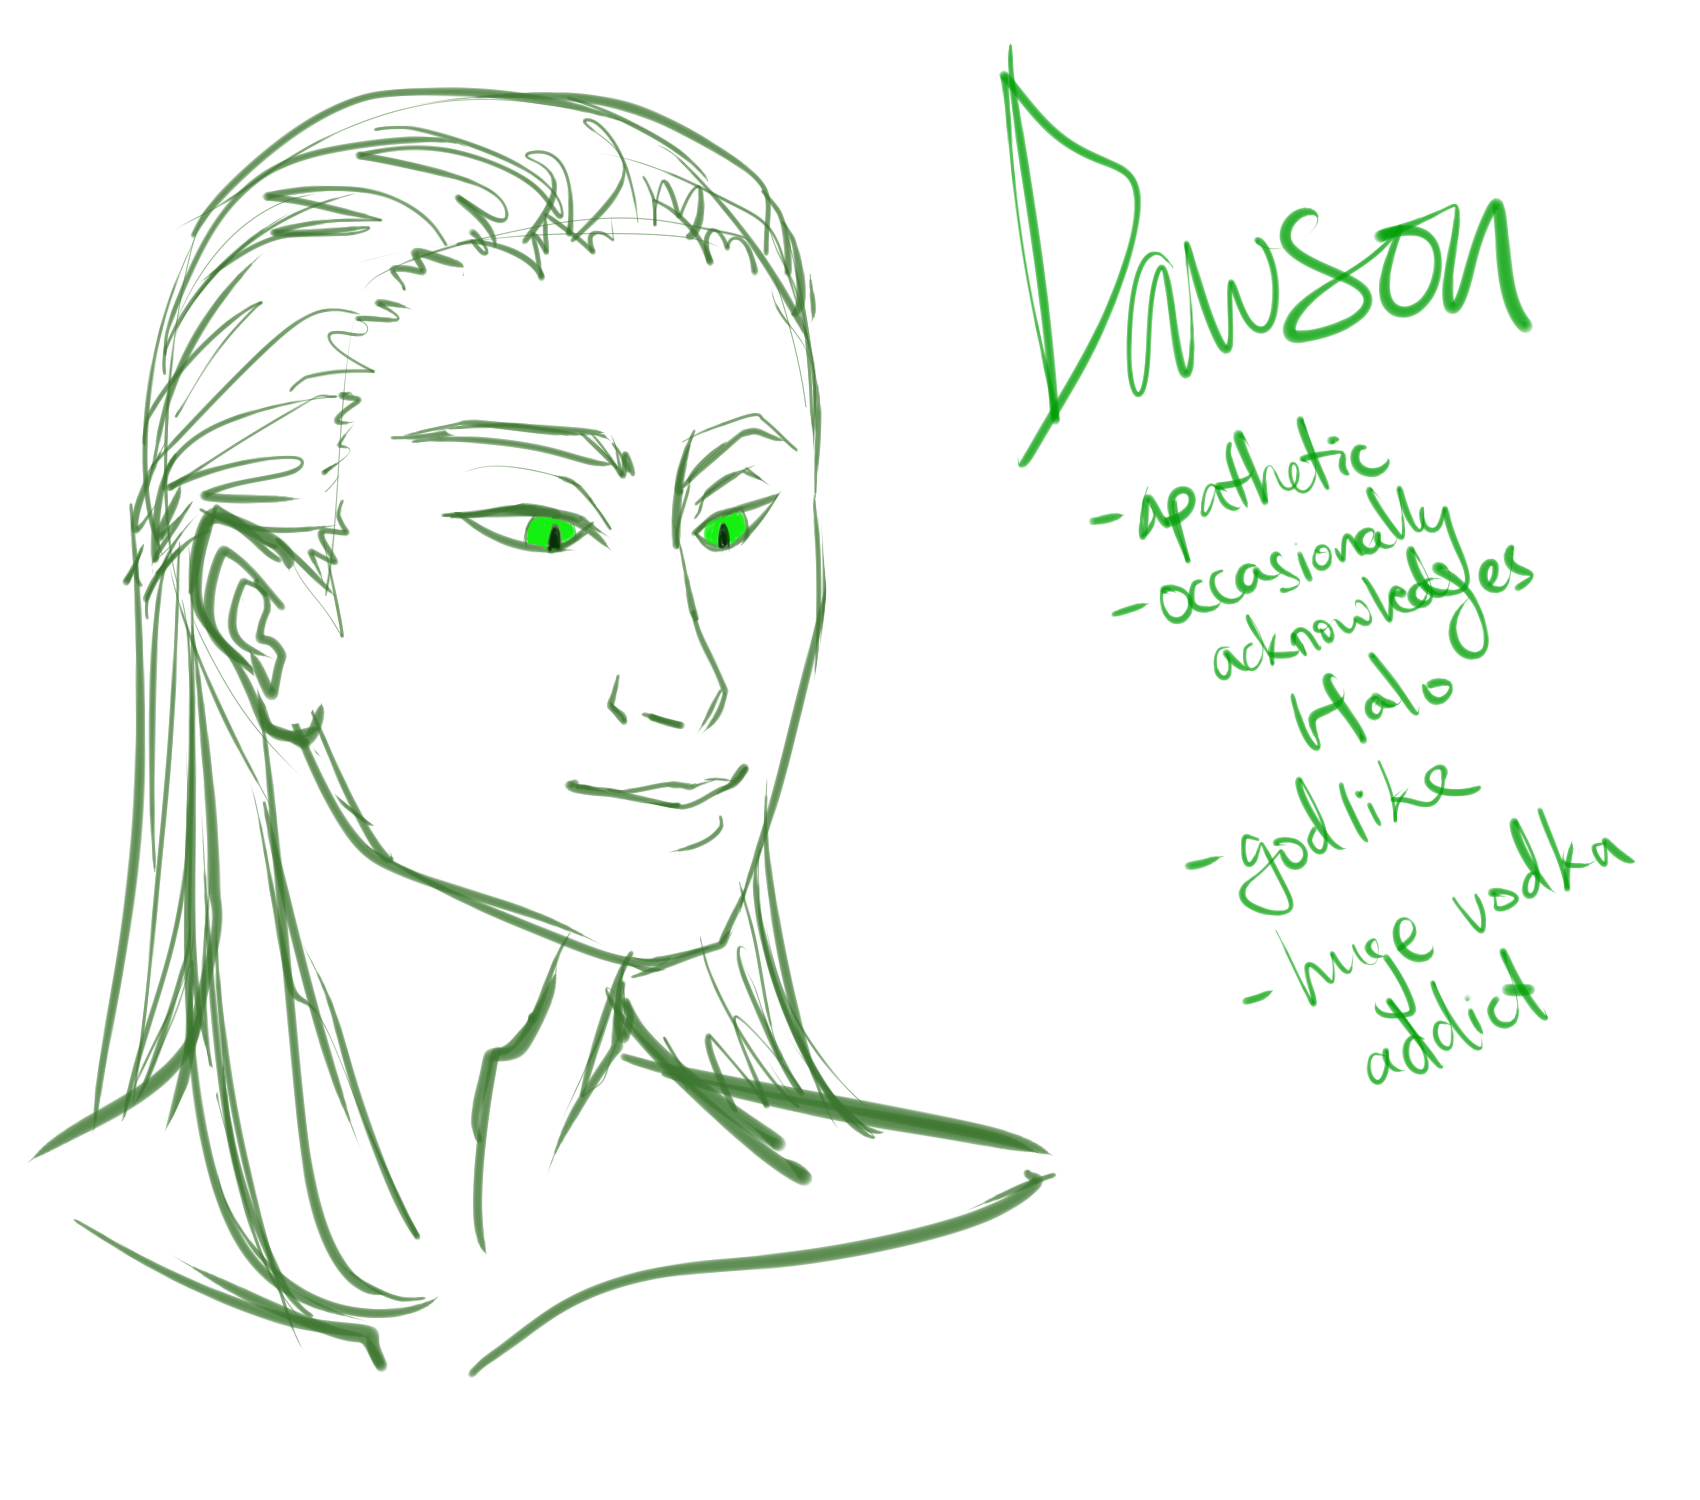 Dawson
-apathetic
-occasionally
acknowledges
Halo
-godlike
-huge vodka
addict